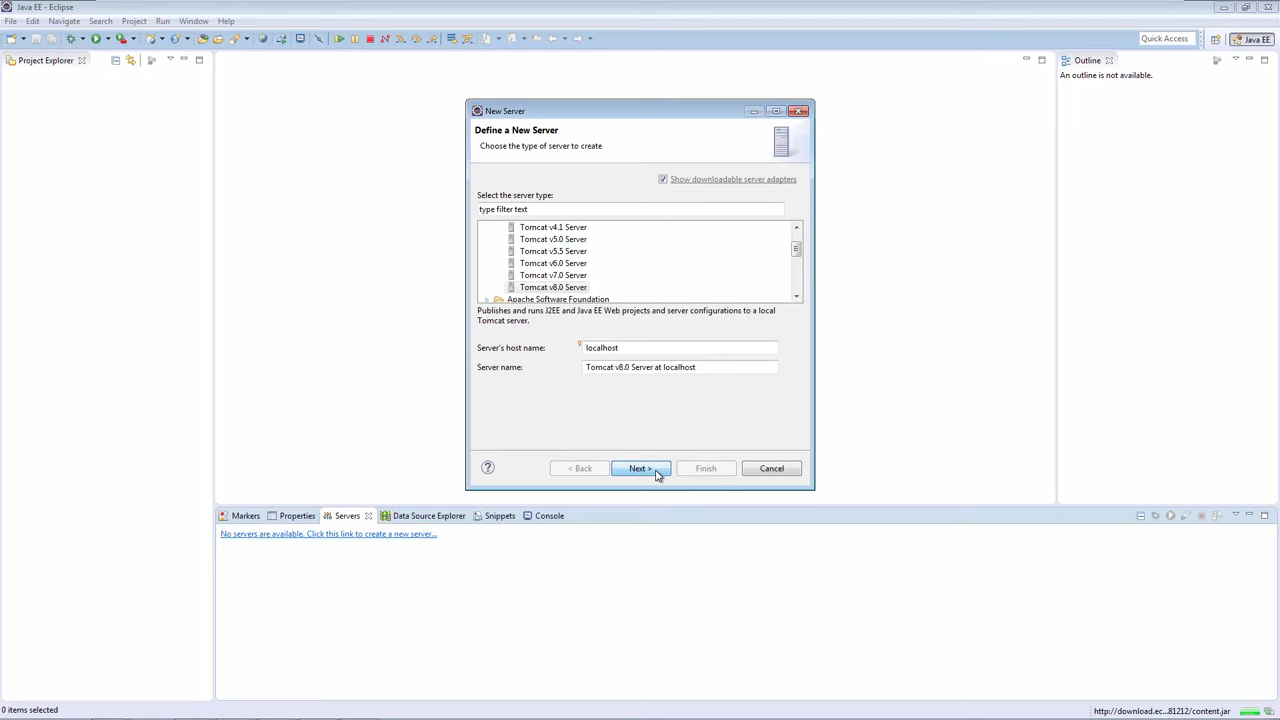 Java EE - Eclipse
File Edit Navigate Search Project Run Window Help
Quick Access
Java EE
Project Explorer
Outline
An outline is not available.
New Server
Define a New Server
Choose the type of server to create
Show downloadable server adapters
Select the server type:
type filter text
Tomcat v4.1 Server
Tomcat v5.0 Server
Tomcat v5.5 Server
Tomcat v6.0 Server
Tomcat v7.0 Server
Tomcat v8.0 Server
Apache Software Foundation
Publishes and runs J2EE and Java EE Web projects and server configurations to a local
Tomcat server.
Server's host name: localhost
Server name: Tomcat v8.0 Server at localhost
< Back Next > Finish Cancel
Markers Properties Servers Data Source Explorer Snippets Console
No servers are available. Click this link to create a new server...
0 items selected
http://download.ec...81212/content.jar